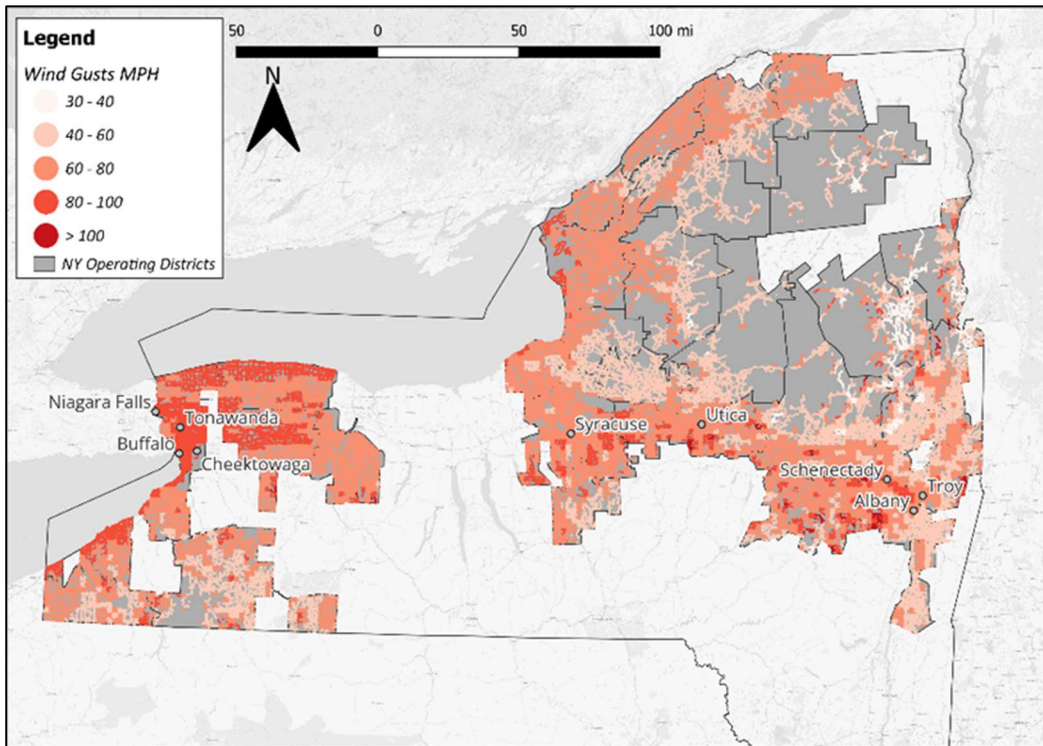 Legend
Wind Gusts MPH
30 - 40
40 - 60
60 - 80
80 - 100
> 100
NY Operating Districts
50 0 50 100 mi
N
Niagara Falls
Tonawanda
Buffalo
Cheektowaga
Syracuse
Utica
Schenectady
Troy
Albany